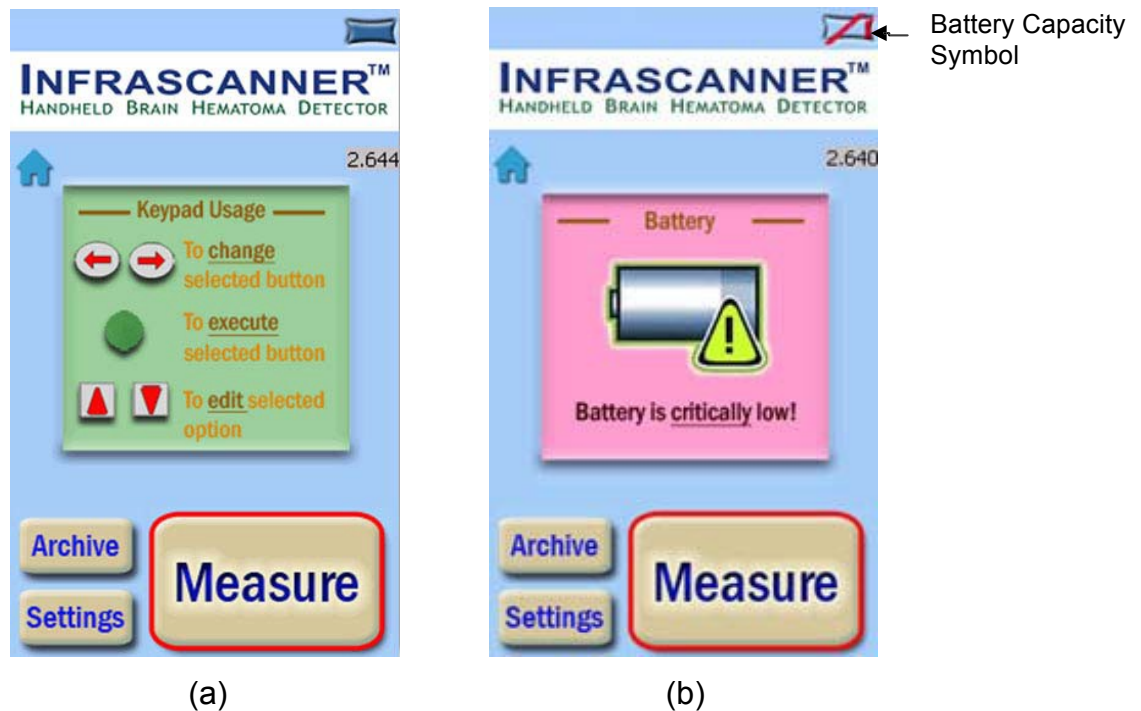 INFRASCANNER™
HANDHELD BRAIN HEMATOMA DETECTOR
2.644
Keypad Usage
To change
selected button
To execute
selected button
To edit selected
option
Archive
Settings
Measure
(a)
Battery Capacity
Symbol
INFRASCANNER™
HANDHELD BRAIN HEMATOMA DETECTOR
2.640
Battery
!
Battery is critically low!
Archive
Settings
Measure
(b)